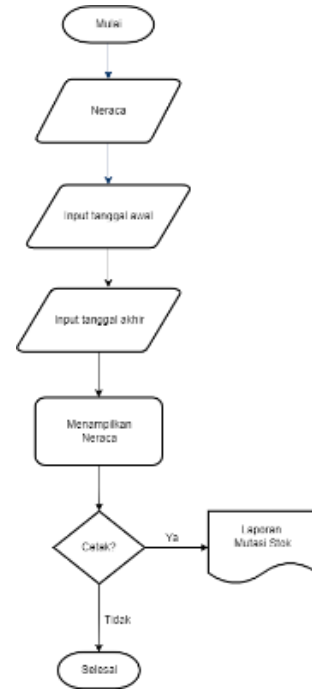 Mulai
Neraca
Input tanggal awal
Input tanggal akhir
Menampilkan
Neraca
Cetak?
Ya
Laporan
Mutasi Stok
Tidak
Selesai